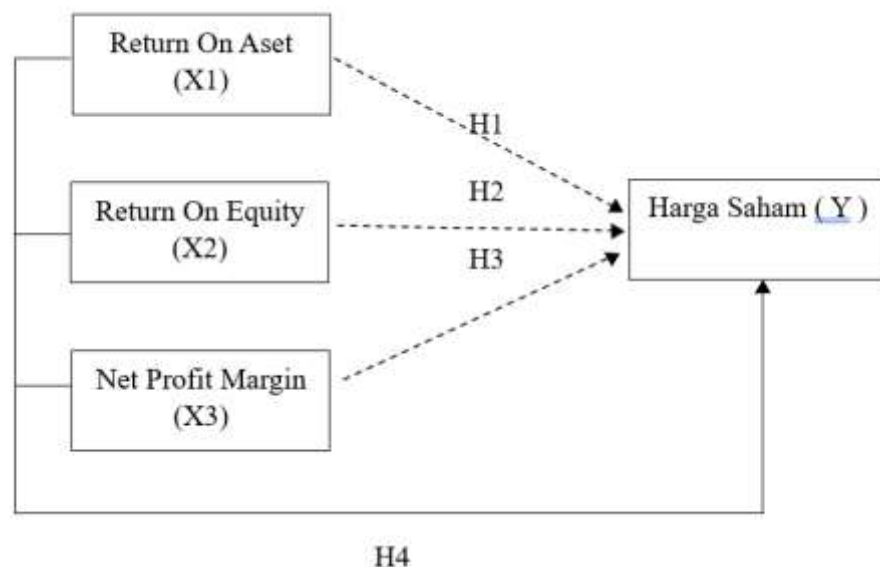 Return On Aset
(X1)
H1
H2
Return On Equity
(X2)
Harga Saham ( Y )
H3
Net Profit Margin
(X3)
H4